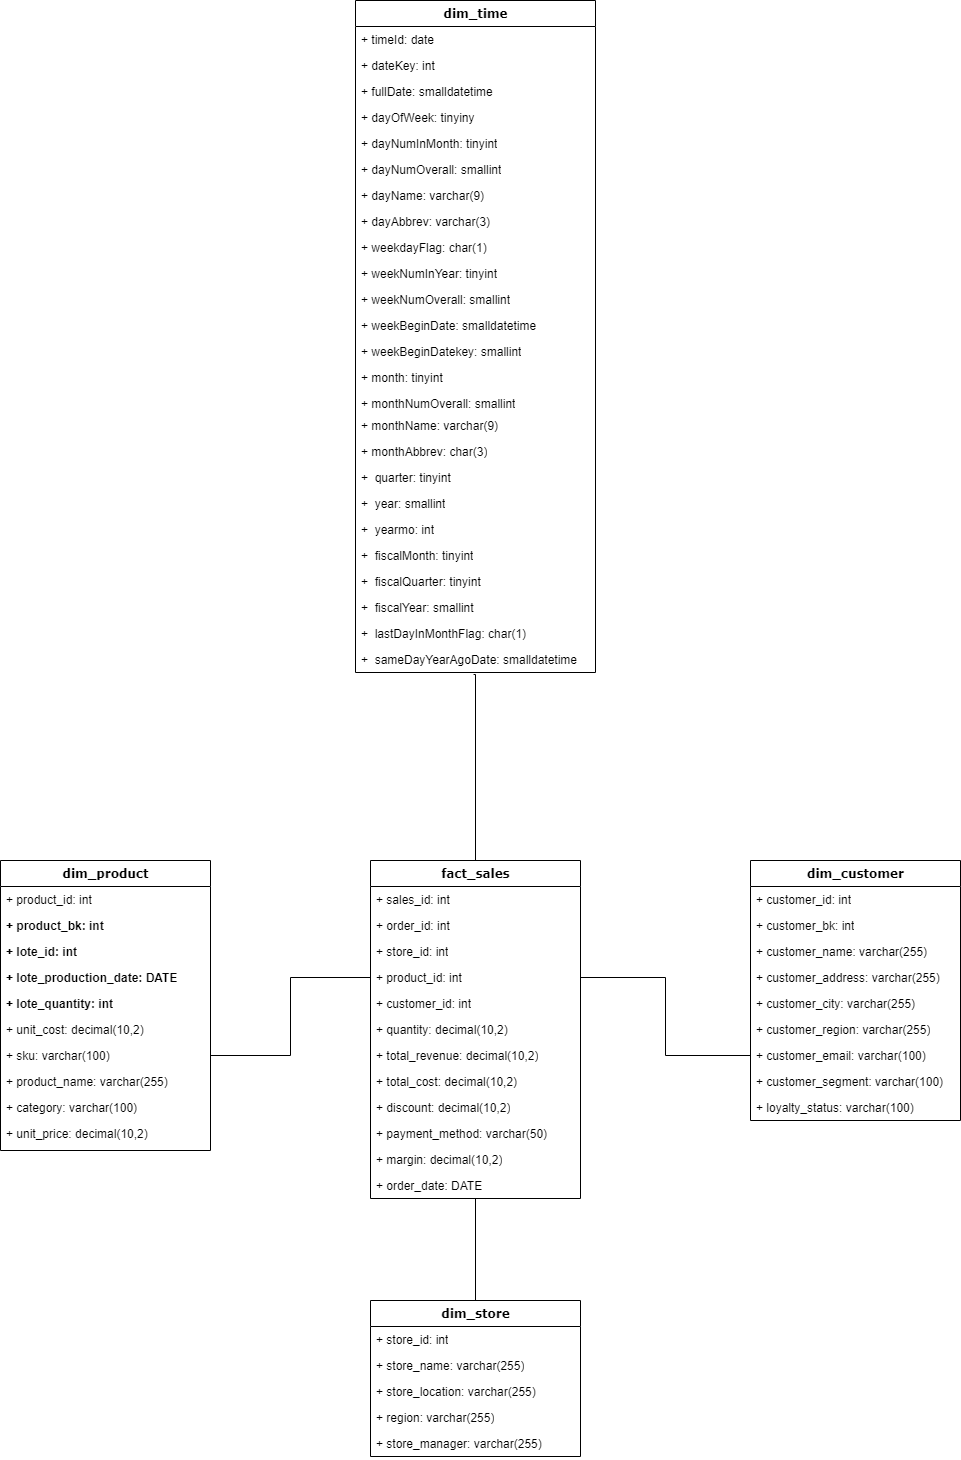 dim_time
+ timeId: date
+ dateKey: int
+ fullDate: smalldatetime
+ dayOfWeek: tinyiny
+ dayNumInMonth: tinyint
+ dayNumOverall: smallint
+ dayName: varchar(9)
+ dayAbbrev: varchar(3)
+ weekdayFlag: char(1)
+ weekNumInYear: tinyint
+ weekNumOverall: smallint
+ weekBeginDate: smalldatetime
+ weekBeginDatekey: smallint
+ month: tinyint
+ monthNumOverall: smallint
+ monthName: varchar(9)
+ monthAbbrev: char(3)
+ quarter: tinyint
+ year: smallint
+ yearmo: int
+ fiscalMonth: tinyint
+ fiscalQuarter: tinyint
+ fiscalYear: smallint
+ lastDayInMonthFlag: char(1)
+ sameDayYearAgoDate: smalldatetime
dim_product
+ product_id: int
+ product_bk: int
+ lote_id: int
+ lote_production_date: DATE
+ lote_quantity: int
+ unit_cost: decimal(10,2)
+ sku: varchar(100)
+ product_name: varchar(255)
+ category: varchar(100)
+ unit_price: decimal(10,2)
fact_sales
+ sales_id: int
+ order_id: int
+ store_id: int
+ product_id: int
+ customer_id: int
+ quantity: decimal(10,2)
+ total_revenue: decimal(10,2)
+ total_cost: decimal(10,2)
+ discount: decimal(10,2)
+ payment_method: varchar(50)
+ margin: decimal(10,2)
+ order_date: DATE
dim_customer
+ customer_id: int
+ customer_bk: int
+ customer_name: varchar(255)
+ customer_address: varchar(255)
+ customer_city: varchar(255)
+ customer_region: varchar(255)
+ customer_email: varchar(100)
+ customer_segment: varchar(100)
+ loyalty_status: varchar(100)
dim_store
+ store_id: int
+ store_name: varchar(255)
+ store_location: varchar(255)
+ region: varchar(255)
+ store_manager: varchar(255)